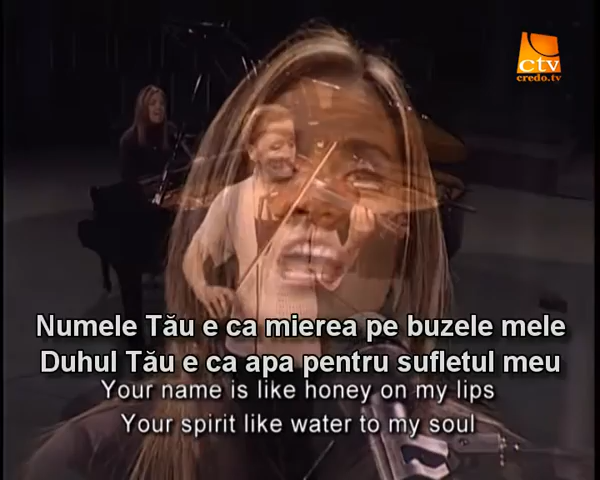 ctv
credo.tv
Numele Tău e ca mierea pe buzele mele
Duhul Tău e ca apa pentru sufletul meu
Your name is like honey on my lips
Your spirit like water to my soul